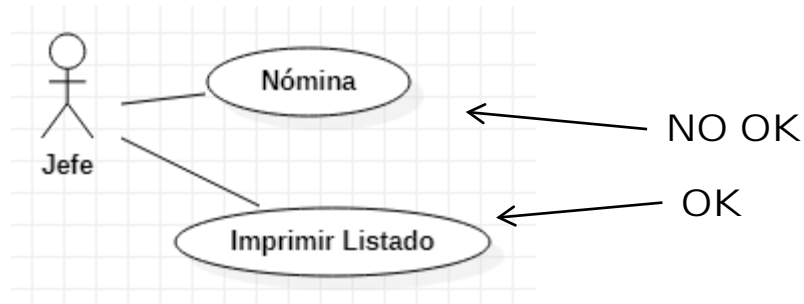 Nómina
NO OK
Jefe
OK
Imprimir Listado